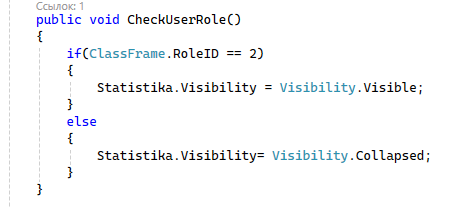 Ссылок: 1
public void CheckUserRole()
{
if(ClassFrame.RoleID == 2)
{
Statistika.Visibility = Visibility.Visible;
}
else
{
Statistika.Visibility= Visibility.Collapsed;
}
}